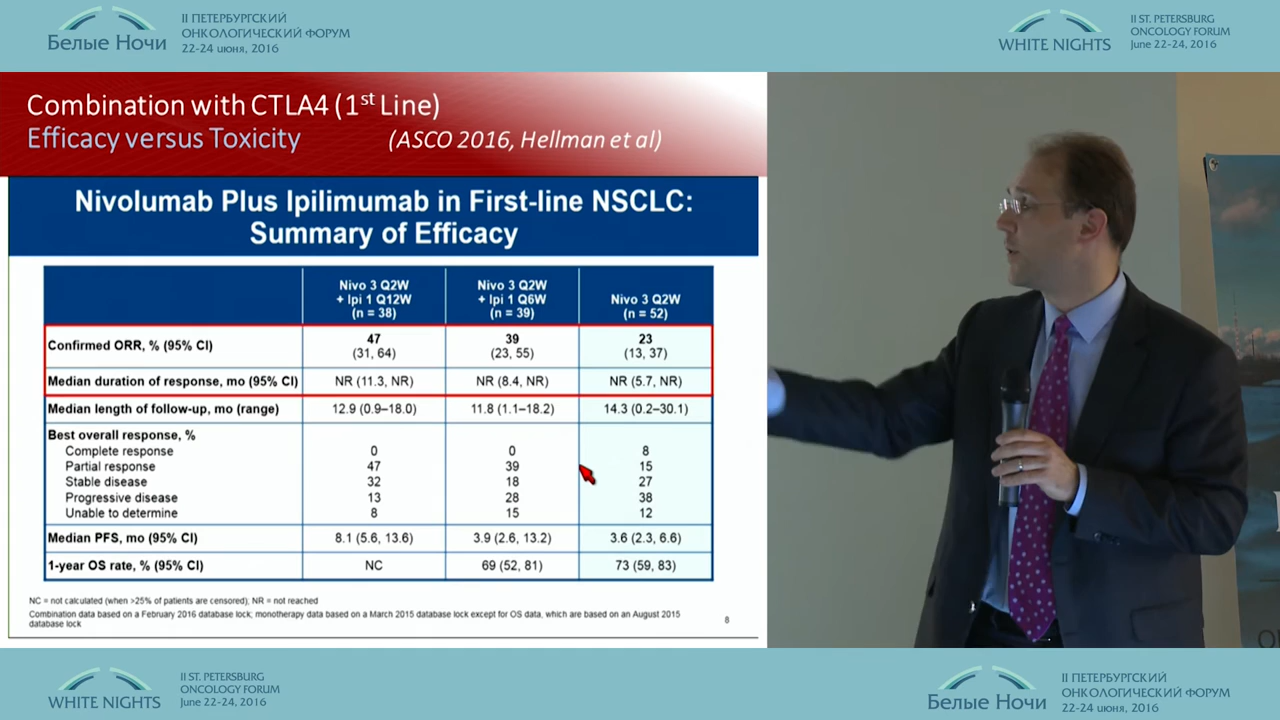 Белые Ночи
II ПЕТЕРБУРГСКИЙ
ОНКОЛОГИЧЕСКИЙ ФОРУМ
22-24 июня, 2016
WHITE NIGHTS
II ST. PETERSBURG
ONCOLOGY FORUM
June 22-24, 2016
Combination with CTLA4 (1st Line)
Efficacy versus Toxicity (ASCO 2016, Hellman et al)
Nivolumab Plus Ipilimumab in First-line NSCLC:
Summary of Efficacy
Nivo 3 Q2W
+ Ipi 1 Q12W
(n = 38)
Nivo 3 Q2W
+ Ipi 1 Q6W
(n = 39)
Nivo 3 Q2W
(n = 52)
Confirmed ORR, % (95% CI)
47
(31, 64)
39
(23, 55)
23
(13, 37)
Median duration of response, mo (95% CI) NR (11.3, NR) NR (8.4, NR) NR (5.7, NR)
Median length of follow-up, mo (range) 12.9 (0.9–18.0) 11.8 (1.1–18.2) 14.3 (0.2–30.1)
Best overall response, %
Complete response 0 0 8
Partial response 47 39 15
Stable disease 32 18 27
Progressive disease 13 28 38
Unable to determine 8 15 12
Median PFS, mo (95% CI) 8.1 (5.6, 13.6) 3.9 (2.6, 13.2) 3.6 (2.3, 6.6)
1-year OS rate, % (95% CI) NC 69 (52, 81) 73 (59, 83)
NC = not calculated (when >25% of patients are censored); NR = not reached
Combination data based on a February 2016 database lock; monotherapy data based on a March 2015 database lock except for OS data, which are based on an August 2015
database lock
8
WHITE NIGHTS
II ST. PETERSBURG
ONCOLOGY FORUM
June 22-24, 2016
Белые Ночи
II ПЕТЕРБУРГСКИЙ
ОНКОЛОГИЧЕСКИЙ ФОРУМ
22-24 июня, 2016